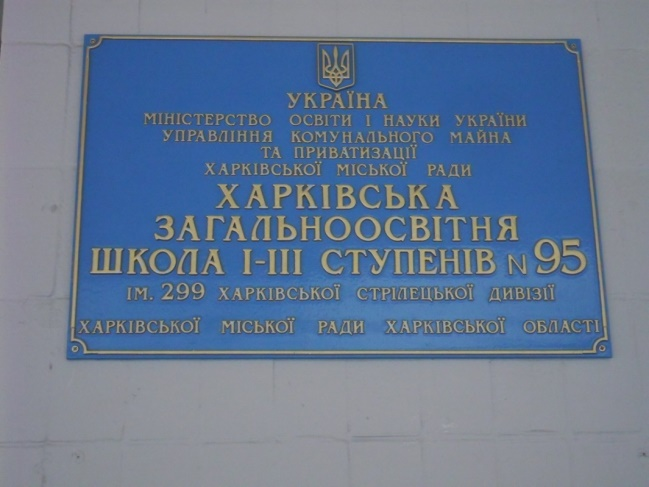 УКРАЇНА
МІНІСТЕРСТВО ОСВІТИ І НАУКИ УКРАЇНИ
УПРАВЛІННЯ КОМУНАЛЬНОГО МАЙНА
ТА ПРИВАТИЗАЦІЇ
ХАРКІВСЬКОЇ МІСЬКОЇ РАДИ
ХАРКІВСЬКА
ЗАГАЛЬНООСВІТНЯ
ШКОЛА І-ІІІ СТУПЕНІВ N 95
ІМ. 299 ХАРКІВСЬКОЇ СТРІЛЕЦЬКОЇ ДИВІЗІЇ
ХАРКІВСЬКОЇ МІСЬКОЇ РАДИ ХАРКІВСЬКОЇ ОБЛАСТІ